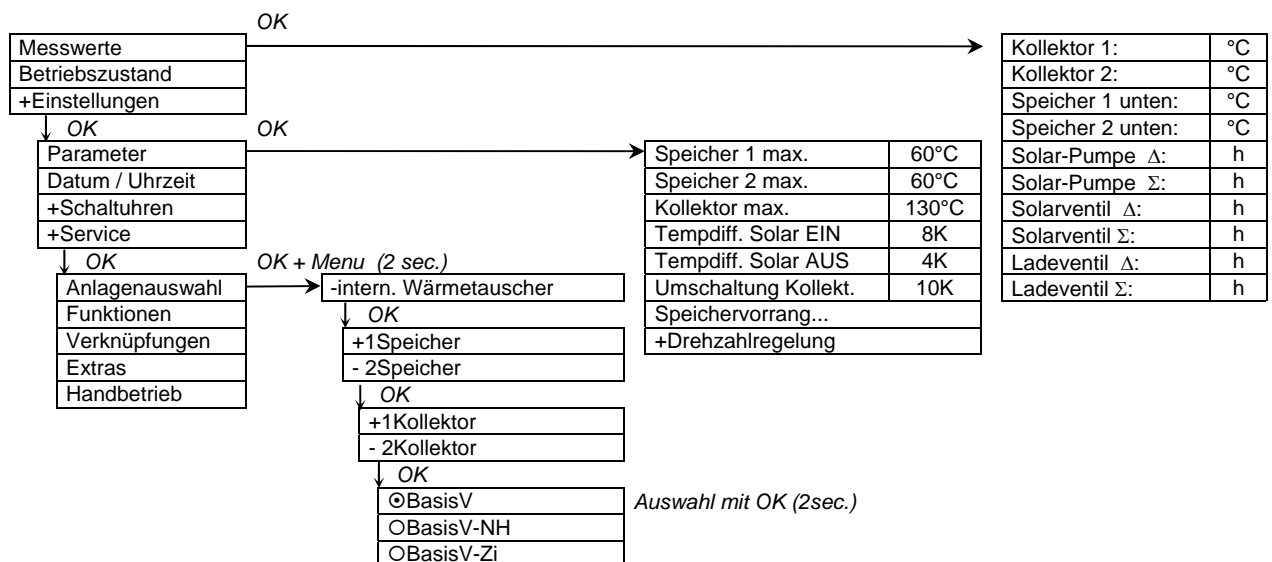 OK
Messwerte
Betriebszustand
+Einstellungen
OK
OK
Parameter
Datum / Uhrzeit
+Schaltuhren
+Service
OK
OK + Menu (2 sec.)
Anlagenauswahl
Funktionen
Verknüpfungen
Extras
Handbetrieb
-intern. Wärmetauscher
OK
+1Speicher
- 2Speicher
OK
+1Kollektor
- 2Kollektor
OK
⊙BasisV
○BasisV-NH
○BasisV-Zi
Auswahl mit OK (2sec.)
Speicher 1 max. 60°C
Speicher 2 max. 60°C
Kollektor max. 130°C
Tempdiff. Solar EIN 8K
Tempdiff. Solar AUS 4K
Umschaltung Kollekt. 10K
Speichervorrang...
+Drehzahlregelung
Kollektor 1: °C
Kollektor 2: °C
Speicher 1 unten: °C
Speicher 2 unten: °C
Solar-Pumpe Δ: h
Solar-Pumpe Σ: h
Solarventil Δ: h
Solarventil Σ: h
Ladeventil Δ: h
Ladeventil Σ: h